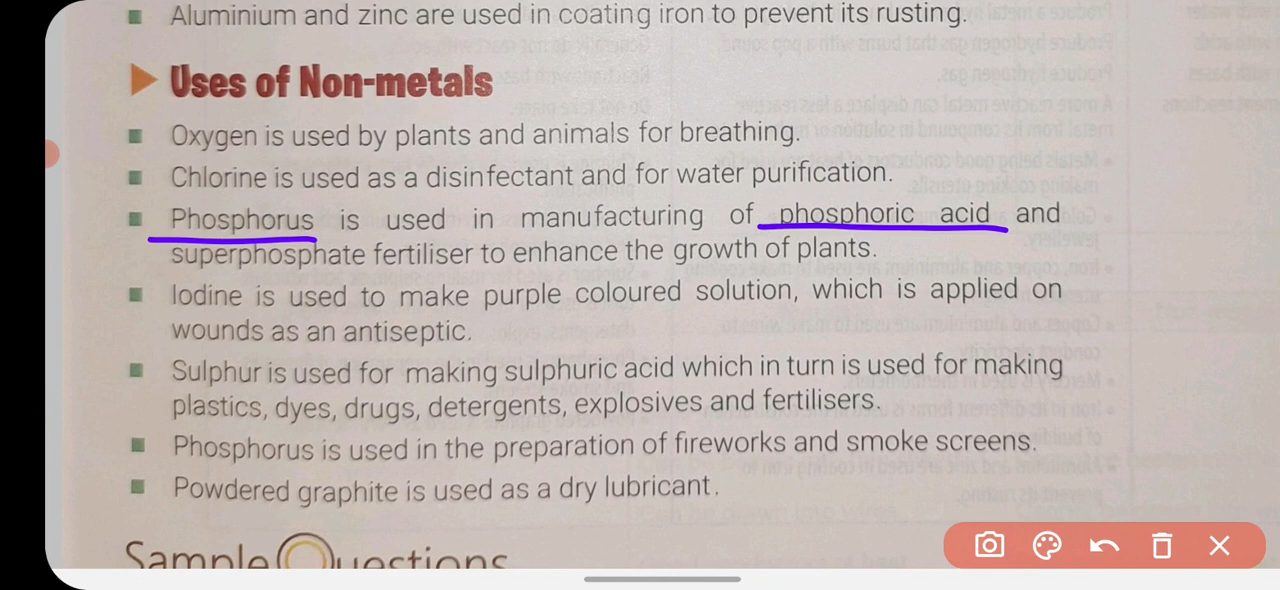 Aluminium and zinc are used in coating iron to prevent its rusting.
Uses of Non-metals
Oxygen is used by plants and animals for breathing.
Chlorine is used as a disinfectant and for water purification.
Phosphorus is used in manufacturing of phosphoric acid and
superphosphate fertiliser to enhance the growth of plants.
Iodine is used to make purple coloured solution, which is applied on
wounds as an antiseptic.
Sulphur is used for making sulphuric acid which in turn is used for making
plastics, dyes, drugs, detergents, explosives and fertilisers.
Phosphorus is used in the preparation of fireworks and smoke screens.
Powdered graphite is used as a dry lubricant.
Sample Questions